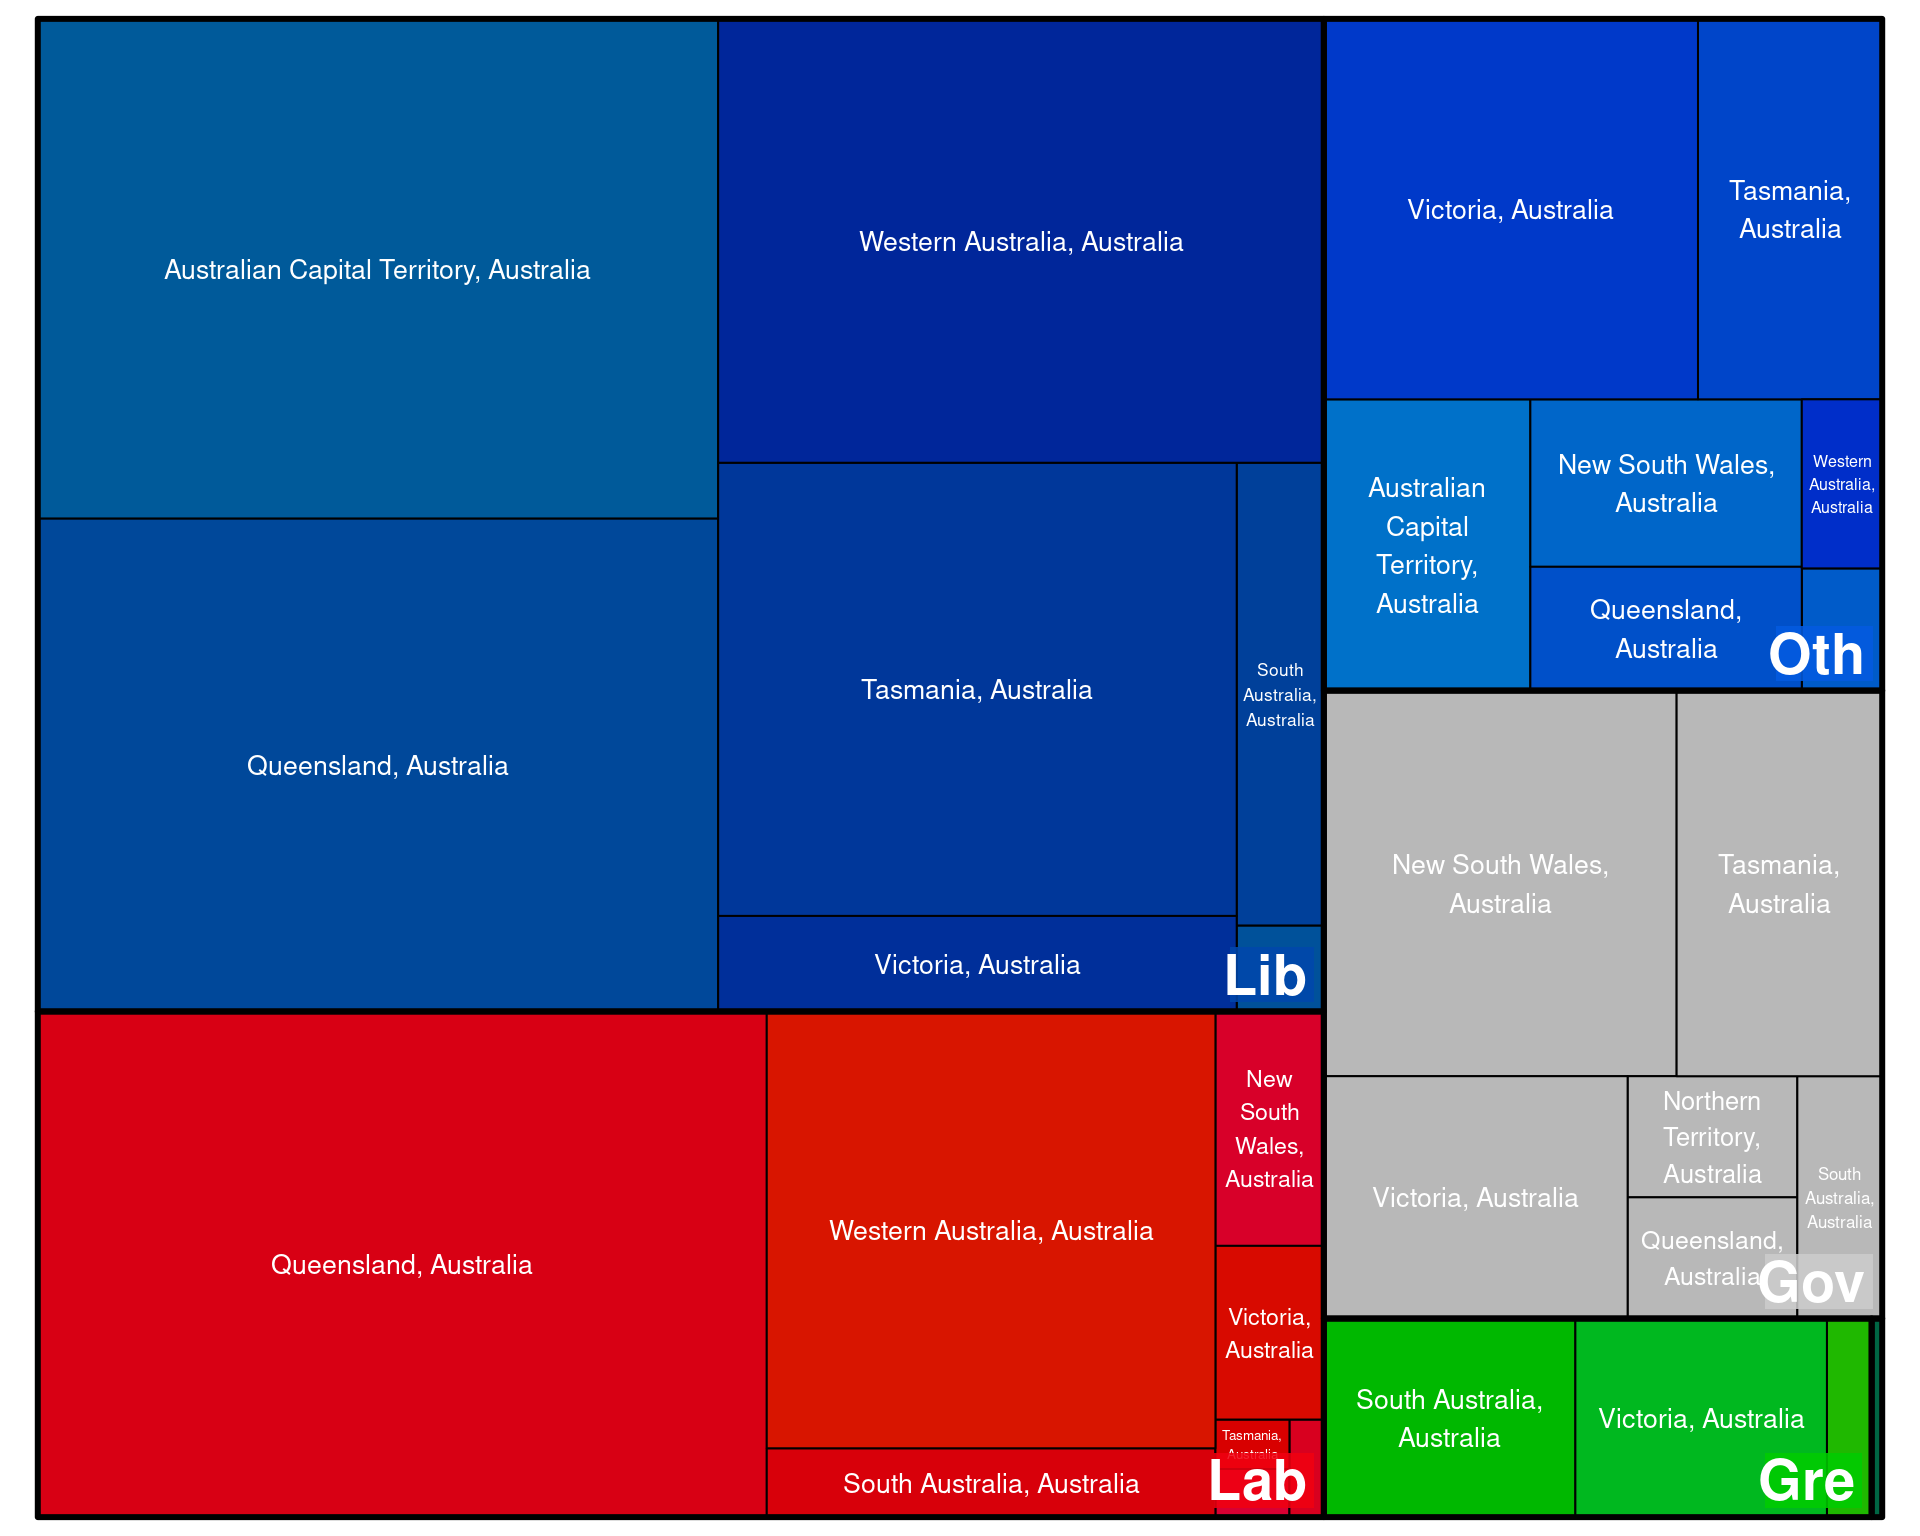 Australian Capital Territory, Australia
Queensland, Australia
Western Australia, Australia
Tasmania, Australia
South
Australia,
Australia
Victoria, Australia
Lib
Queensland, Australia
Western Australia, Australia
South Australia, Australia
New
South
Wales,
Australia
Victoria,
Australia
Tasmania,
Australia
Lab
Victoria, Australia
Tasmania,
Australia
Australian
Capital
Territory,
Australia
New South Wales,
Australia
Queensland,
Australia
Western
Australia,
Australia
Oth
New South Wales,
Australia
Tasmania,
Australia
Victoria, Australia
Northern
Territory,
Australia
Queensland,
Australia
South
Australia,
Australia
Gov
South Australia,
Australia
Victoria, Australia
Gre